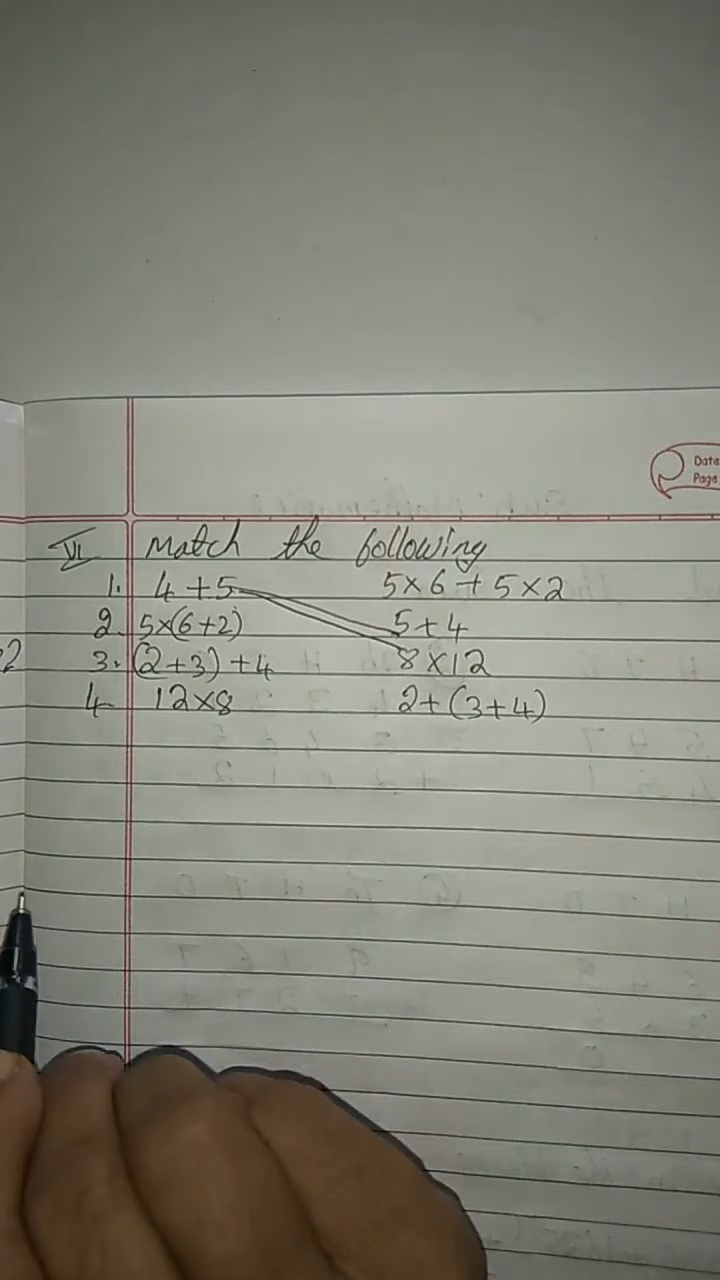 Date
Page
VI Match the following
1. 4+5 5×6+5×2
2. 5×(6+2) 5+4
3. (2+3)+4 8×12
4. 12×8 2+(3+4)
2